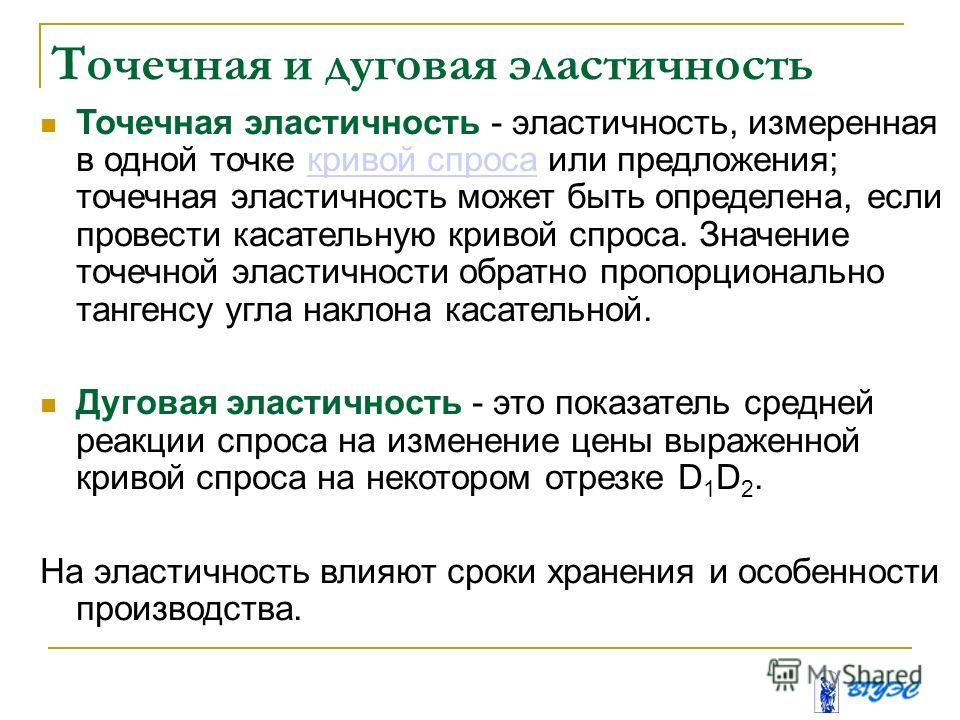 Точечная и дуговая эластичность
Точечная эластичность - эластичность, измеренная
в одной точке кривой спроса или предложения;
точечная эластичность может быть определена, если
провести касательную кривой спроса. Значение
точечной эластичности обратно пропорционально
тангенсу угла наклона касательной.
Дуговая эластичность - это показатель средней
реакции спроса на изменение цены выраженной
кривой спроса на некотором отрезке D1D2.
На эластичность влияют сроки хранения и особенности
производства.
MyShared
ВГУЭС